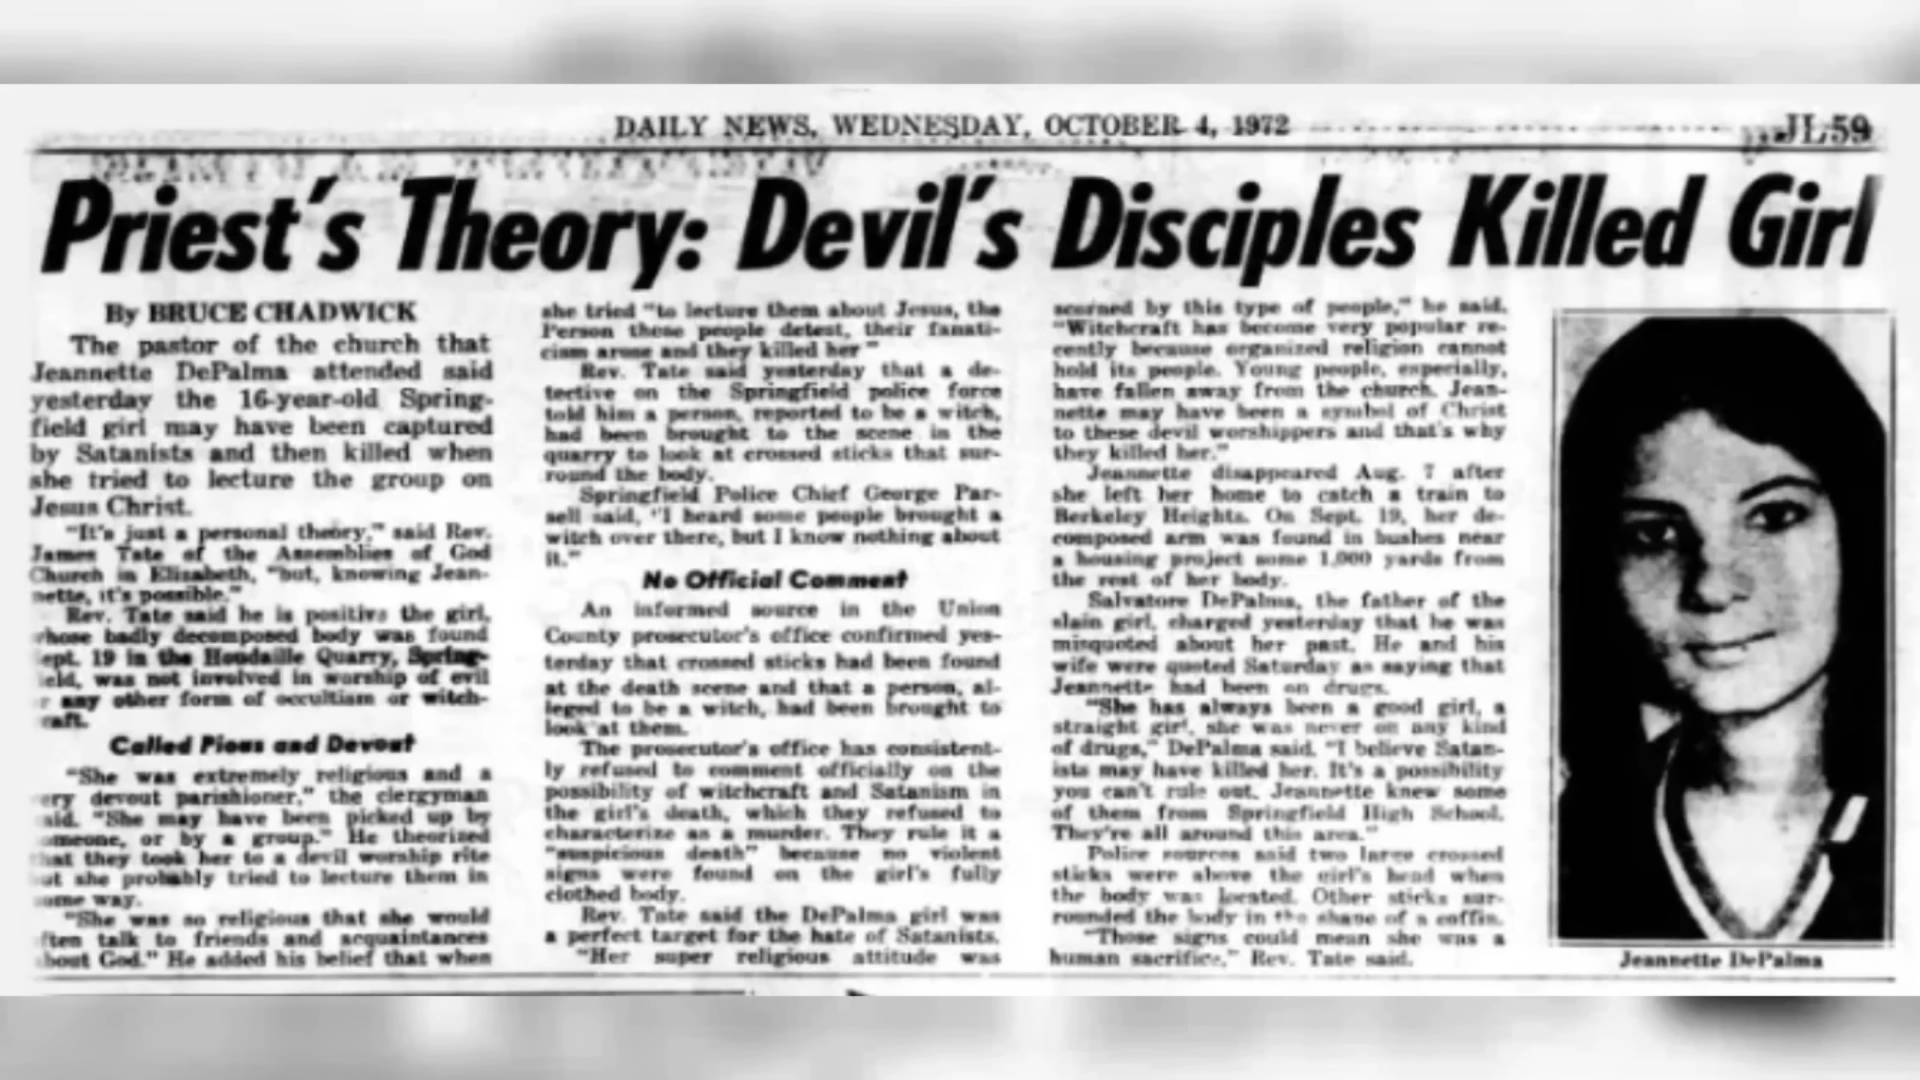 DAILY NEWS, WEDNESDAY, OCTOBER 4, 1972
JL 59
Priest's Theory: Devil's Disciples Killed Girl
By BRUCE CHADWICK
The pastor of the church that
Jeannette DePalma attended said
yesterday the 16-year-old Spring-
field girl may have been captured
by Satanists and then killed when
she tried to lecture the group on
Jesus Christ.
"It's just a personal theory," said Rev.
James Tate of the Assemblies of God
Church in Elizabeth, "but, knowing Jean-
nette, it's possible."
Rev. Tate said he is positive the girl,
whose badly decomposed body was found
ept. 19 in the Houdaille Quarry, Spring-
ield, was not involved in worship of evil
r any other form of occultism or witch-
raft.
Called Pious and Devout
"She was extremely religious and a
ery devout parishioner," the clergyman
aid. "She may have been picked up by
omeone, or by a group." He theorized
hat they took her to a devil worship rite
ut she probably tried to lecture them in
ome way.
"She was so religious that she would
ften talk to friends and acquaintances
bout God." He added his belief that when
she tried "to lecture them about Jesus, the
Person these people detest, their fanati-
cism arose and they killed her"
Rev. Tate said yesterday that a de-
tective on the Springfield police force
told him a person, reported to be a witch,
had been brought to the scene in the
quarry to look at crossed sticks that sur-
round the body.
Springfield Police Chief George Par-
sell said, "I heard some people brought a
witch over there, but I know nothing about
it."
No Official Comment
An informed source in the Union
County prosecutor's office confirmed yes-
terday that crossed sticks had been found
at the death scene and that a person, al-
leged to be a witch, had been brought to
look at them.
The prosecutor's office has consistent-
ly refused to comment officially on the
possibility of witchcraft and Satanism in
the girl's death, which they refused to
characterize as a murder. They rule it a
"suspicious death" because no violent
signs were found on the girl's fully
clothed body.
Rev. Tate said the DePalma girl was
a perfect target for the hate of Satanists.
"Her super religious attitude was
scorned by this type of people," he said.
"Witchcraft has become very popular re-
cently because organized religion cannot
hold its people. Young people, especially,
have fallen away from the church. Jean-
nette may have been a symbol of Christ
to these devil worshippers and that's why
they killed her."
Jeannette disappeared Aug. 7 after
she left her home to catch a train to
Berkeley Heights. On Sept. 19, her de-
composed arm was found in bushes near
a housing project some 1,000 yards from
the rest of her body.
Salvatore DePalma, the father of the
slain girl, charged yesterday that he was
misquoted about her past. He and his
wife were quoted Saturday as saying that
Jeannette had been on drugs.
"She has always been a good girl, a
straight girl, she was never on any kind
of drugs," DePalma said. "I believe Satan-
ists may have killed her. It's a possibility
you can't rule out. Jeannette knew some
of them from Springfield High School.
They're all around this area."
Police sources said two large crossed
sticks were above the girl's head when
the body was located. Other sticks sur-
rounded the body in the shape of a coffin.
"Those signs could mean she was a
human sacrifice," Rev. Tate said.
Jeannette DePalma